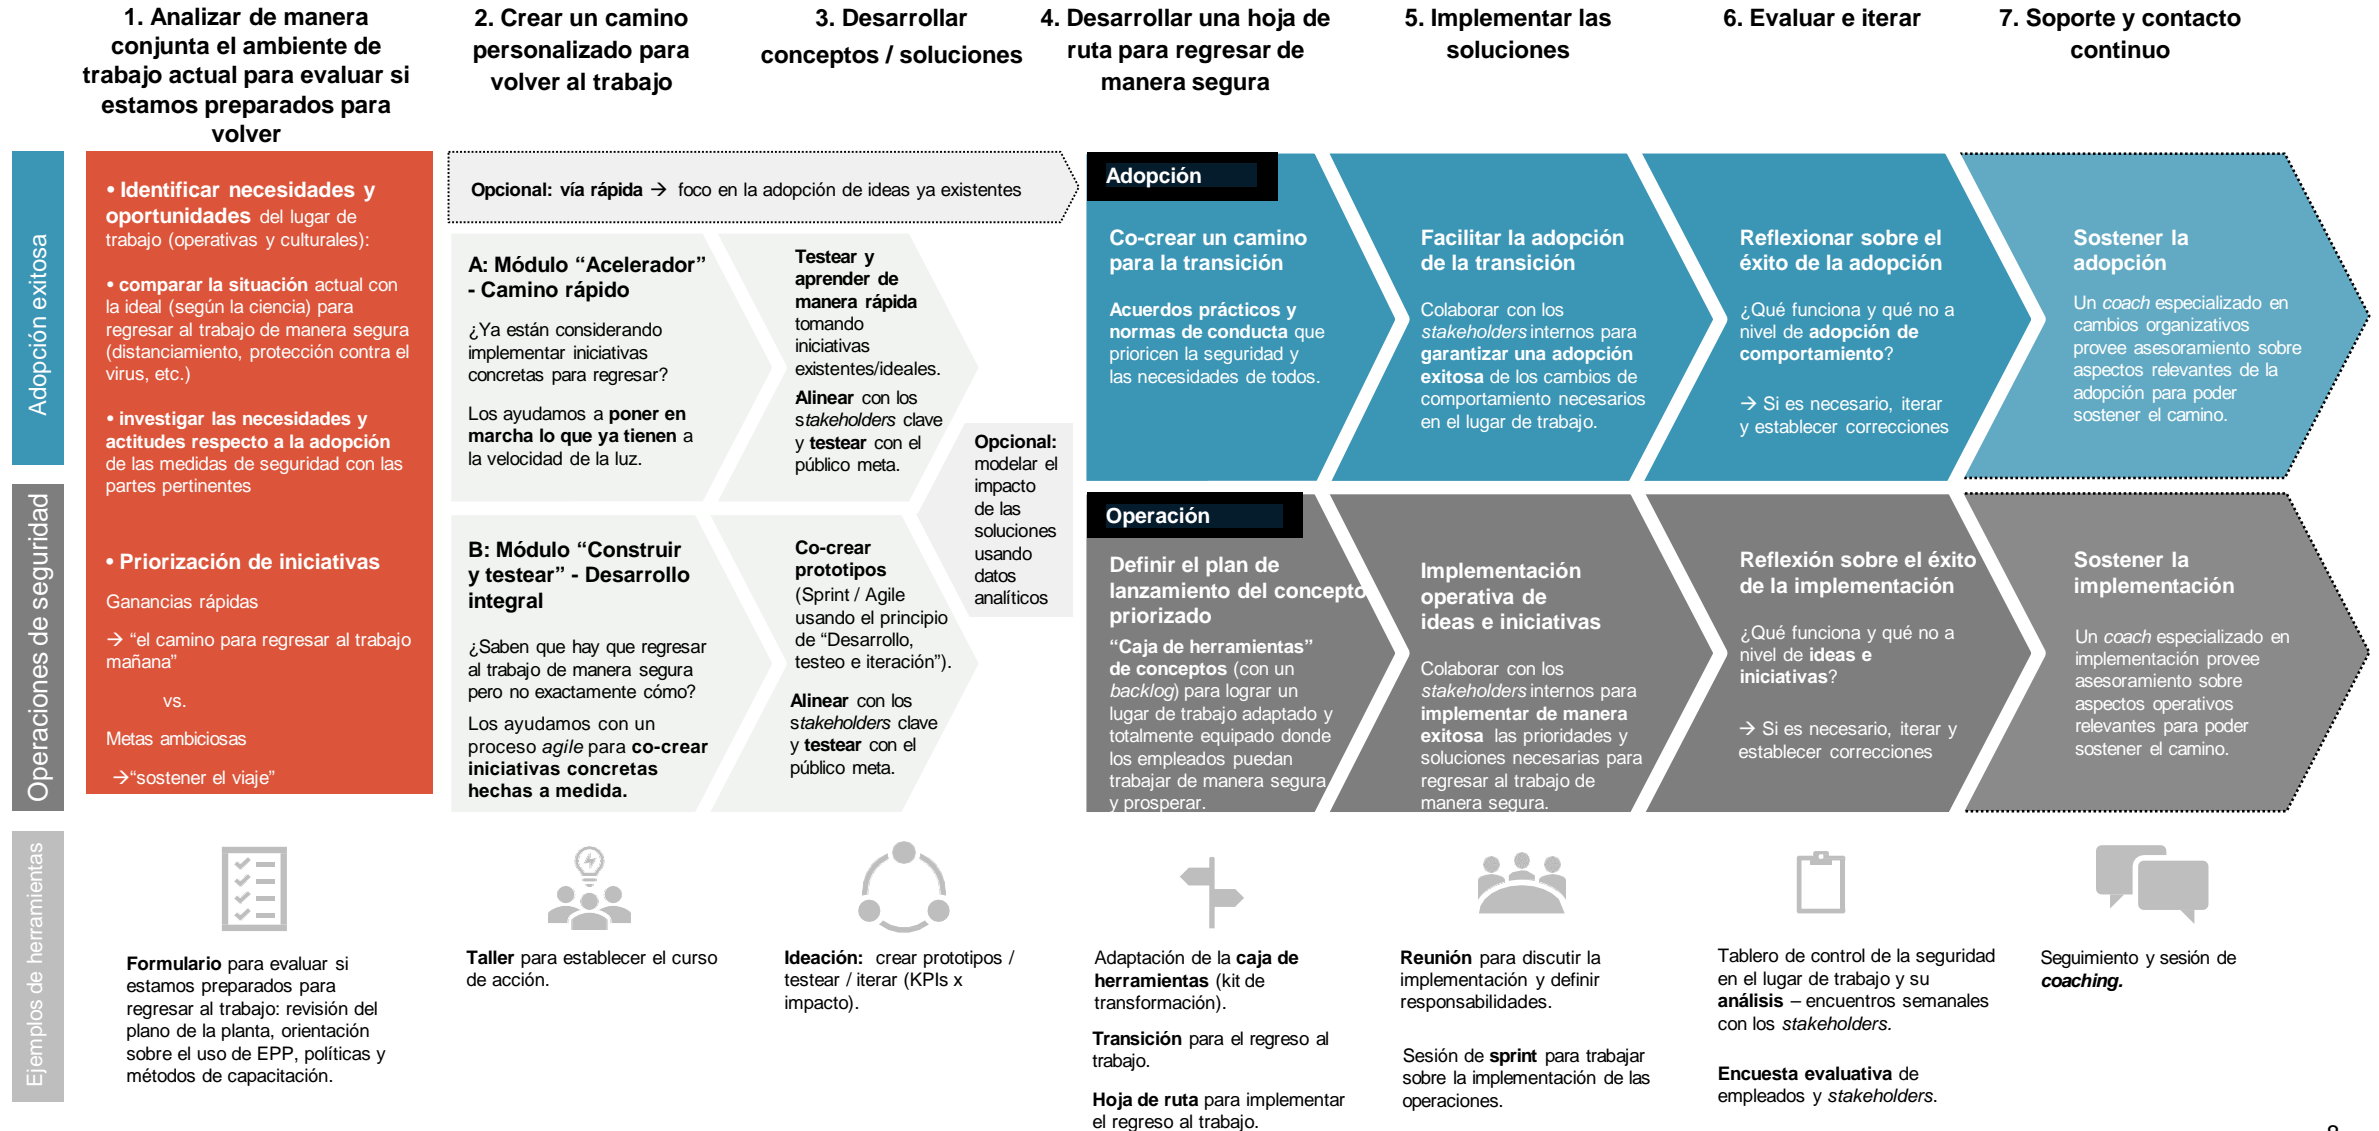 1. Analizar de manera
conjunta el ambiente de
trabajo actual para evaluar si
estamos preparados para
volver
2. Crear un camino
personalizado para
volver al trabajo
3. Desarrollar
conceptos / soluciones
4. Desarrollar una hoja de
ruta para regresar de
manera segura
5. Implementar las
soluciones
6. Evaluar e iterar
7. Soporte y contacto
continuo
Adopción exitosa
• Identificar necesidades y
oportunidades del lugar de
trabajo (operativas y culturales):
• comparar la situación actual con
la ideal (según la ciencia) para
regresar al trabajo de manera segura
(distanciamiento, protección contra el
virus, etc.)
• investigar las necesidades y
actitudes respecto a la adopción
de las medidas de seguridad con las
partes pertinentes
• Priorización de iniciativas
Ganancias rápidas
→ “el camino para regresar al trabajo
mañana”
vs.
Metas ambiciosas
→“sostener el viaje”
Opcional: vía rápida → foco en la adopción de ideas ya existentes
A: Módulo “Acelerador”
- Camino rápido
¿Ya están considerando
implementar iniciativas
concretas para regresar?
Los ayudamos a poner en
marcha lo que ya tienen a
la velocidad de la luz.
Testear y
aprender de
manera rápida
tomando
iniciativas
existentes/ideales.
Alinear con los
stakeholders clave
y testear con el
público meta.
Opcional:
modelar el
impacto
de las
soluciones
usando
datos
analíticos
Adopción
Co-crear un camino
para la transición
Acuerdos prácticos y
normas de conducta que
prioricen la seguridad y
las necesidades de todos.
Facilitar la adopción
de la transición
Colaborar con los
stakeholders internos para
garantizar una adopción
exitosa de los cambios de
comportamiento necesarios
en el lugar de trabajo.
Reflexionar sobre el
éxito de la adopción
¿Qué funciona y qué no a
nivel de adopción de
comportamiento?
→ Si es necesario, iterar
y establecer correcciones
Sostener la
adopción
Un coach especializado en
cambios organizativos
provee asesoramiento sobre
aspectos relevantes de la
adopción para poder
sostener el camino.
Operaciones de seguridad
B: Módulo “Construir
y testear” - Desarrollo
integral
¿Saben que hay que regresar
al trabajo de manera segura
pero no exactamente cómo?
Los ayudamos con un
proceso agile para co-crear
iniciativas concretas
hechas a medida.
Co-crear
prototipos
(Sprint / Agile
usando el principio
de “Desarrollo,
testeo e iteración”).
Alinear con los
stakeholders clave
y testear con el
público meta.
Operación
Definir el plan de
lanzamiento del concepto
priorizado
“Caja de herramientas”
de conceptos (con un
backlog) para lograr un
lugar de trabajo adaptado y
totalmente equipado donde
los empleados puedan
trabajar de manera segura
y prosperar.
Implementación
operativa de
ideas e iniciativas
Colaborar con los
stakeholders internos para
implementar de manera
exitosa las prioridades y
soluciones necesarias para
regresar al trabajo de
manera segura.
Reflexión sobre el éxito
de la implementación
¿Qué funciona y qué no a
nivel de ideas e
iniciativas?
→ Si es necesario, iterar y
establecer correcciones
Sostener la
implementación
Un coach especializado en
implementación provee
asesoramiento sobre
aspectos operativos
relevantes para poder
sostener el camino.
Ejemplos de herramientas
Formulario para evaluar si
estamos preparados para
regresar al trabajo: revisión del
plano de la planta, orientación
sobre el uso de EPP, políticas y
métodos de capacitación.
Taller para establecer el curso
de acción.
Ideación: crear prototipos /
testear / iterar (KPIs x
impacto).
Adaptación de la caja de
herramientas (kit de
transformación).
Transición para el regreso al
trabajo.
Hoja de ruta para implementar
el regreso al trabajo.
Reunión para discutir la
implementación y definir
responsabilidades.
Sesión de sprint para trabajar
sobre la implementación de las
operaciones.
Tablero de control de la seguridad
en el lugar de trabajo y su
análisis – encuentros semanales
con los stakeholders.
Encuesta evaluativa de
empleados y stakeholders.
Seguimiento y sesión de
coaching.